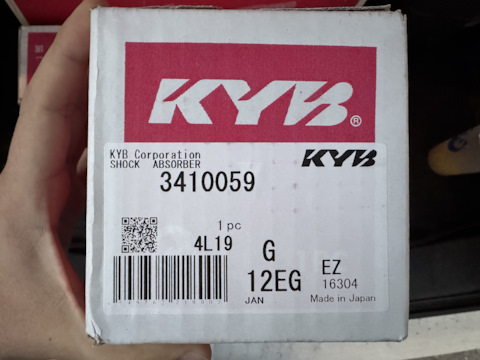 KYB®
KYB Corporation
SHOCK ABSORBER
KYB
3410059
1 pc
4L19
G
12EG
EZ
16304
JAN
Made in Japan